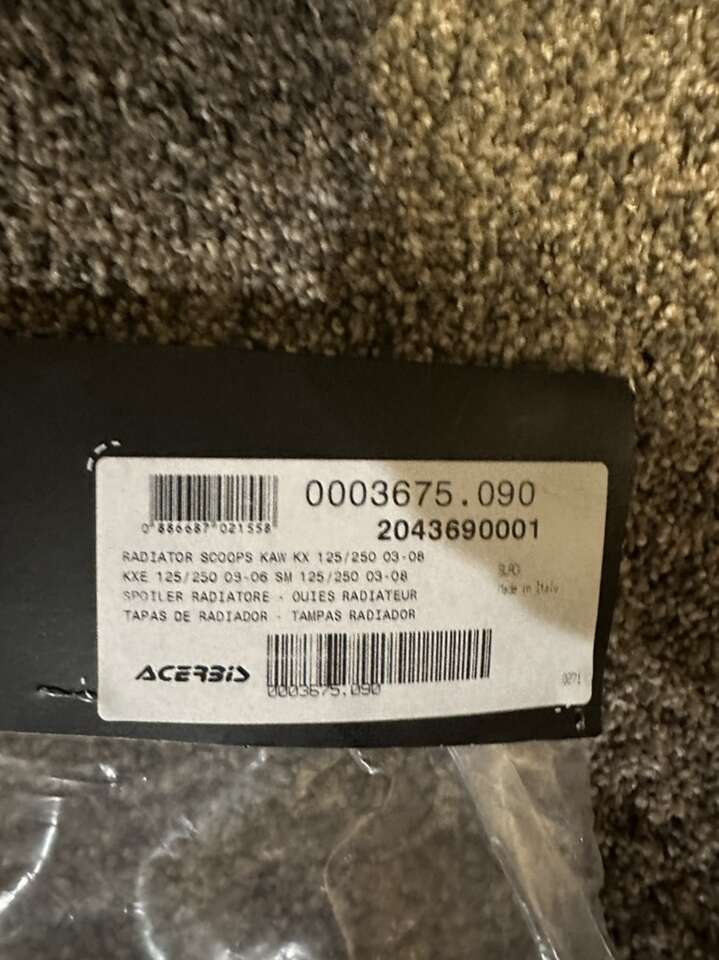 0003675.090
2043690001
0 886687 021558
RADIATOR SCOOPS KAW KX 125/250 03-08
KXE 125/250 03-06 SM 125/250 03-08
SPOILER RADIATORE - OUIES RADIATEUR
TAPAS DE RADIADOR - TAMPAS RADIADOR
BLACK
Made in Italy
ACERBIS
0003675.090
0271